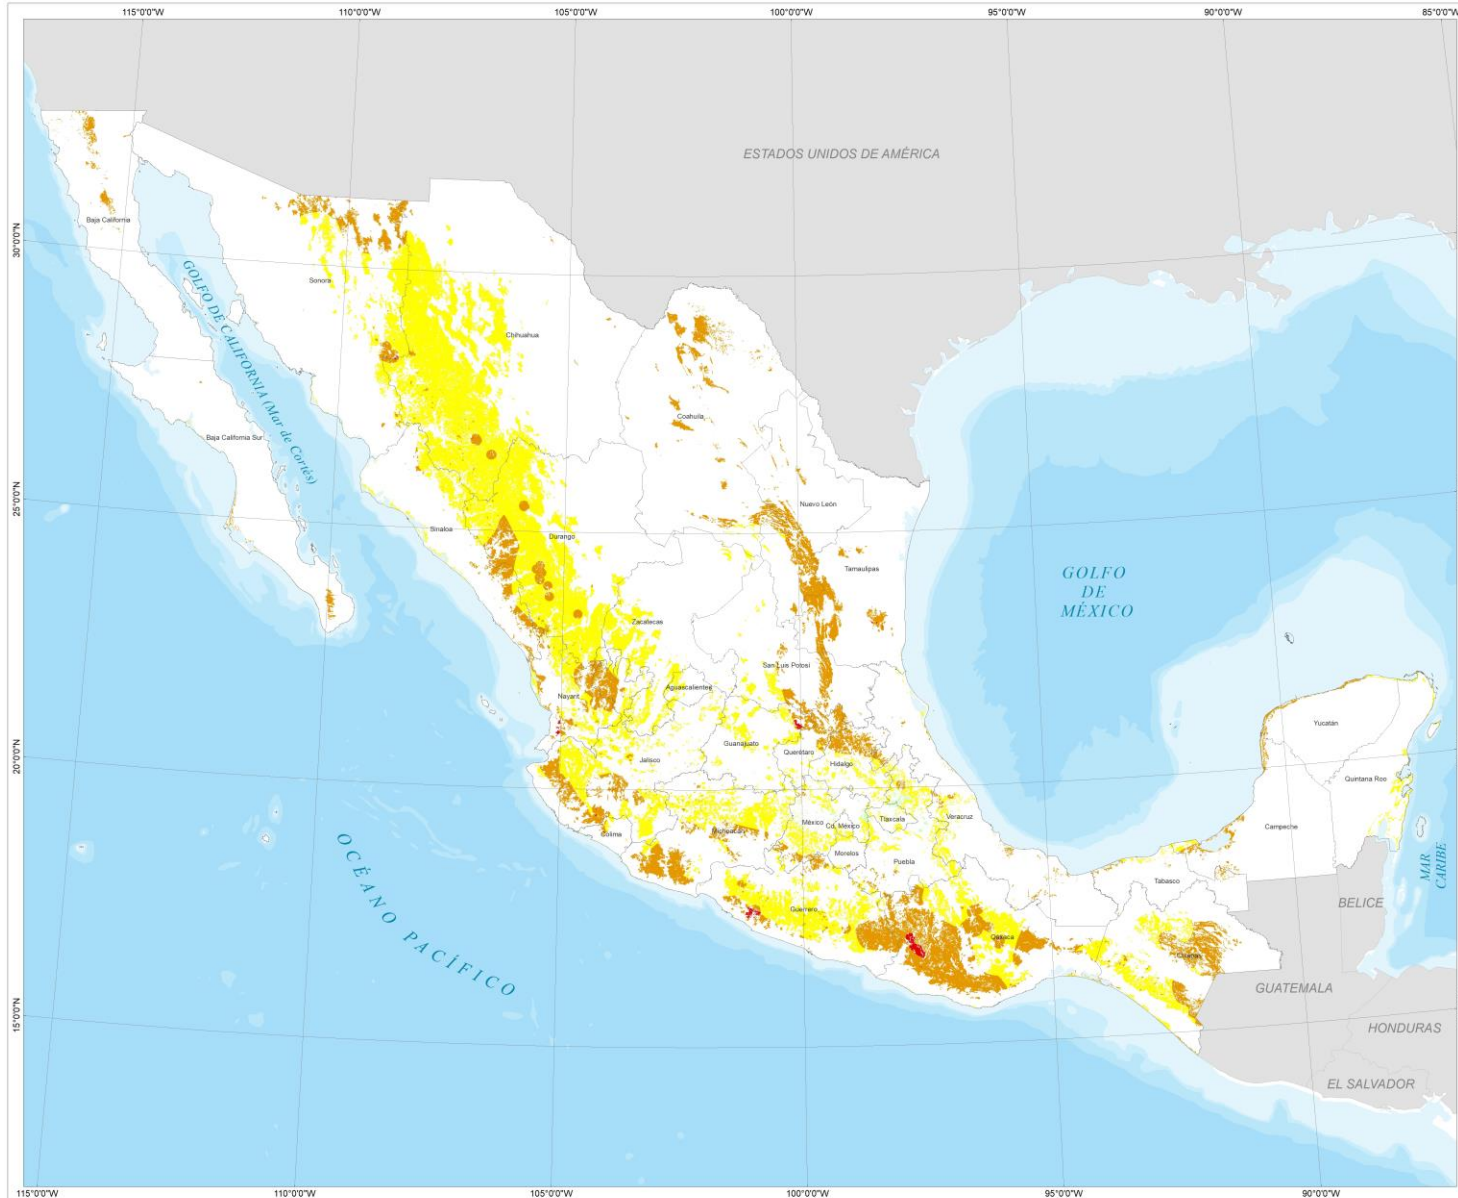 115°0'0"W 110°0'0"W 105°0'0"W 100°0'0"W 95°0'0"W 90°0'0"W 85°0'0"W
ESTADOS UNIDOS DE AMÉRICA
30°0'0"N
Baja California
Sonora
GOLFO DE CALIFORNIA (Mar de Cortés)
Chihuahua
Coahuila
Baja California Sur
25°0'0"N
Nuevo León
Sinaloa
Durango
Tamaulipas
GOLFO
DE
MÉXICO
Zacatecas
San Luis Potosí
Aguascalientes
Nayarit
Yucatán
20°0'0"N
Guanajuato
Querétaro
Jalisco
Hidalgo
Quintana Roo
México
Cd. México
Tlaxcala
Veracruz
Campeche
Colima
Michoacán
Morelos
Puebla
MAR
CARIBE
Tabasco
BELICE
Guerrero
Oaxaca
OCÉANO PACÍFICO
Chiapas
GUATEMALA
15°0'0"N
HONDURAS
EL SALVADOR
115°0'0"W 110°0'0"W 105°0'0"W 100°0'0"W 95°0'0"W 90°0'0"W